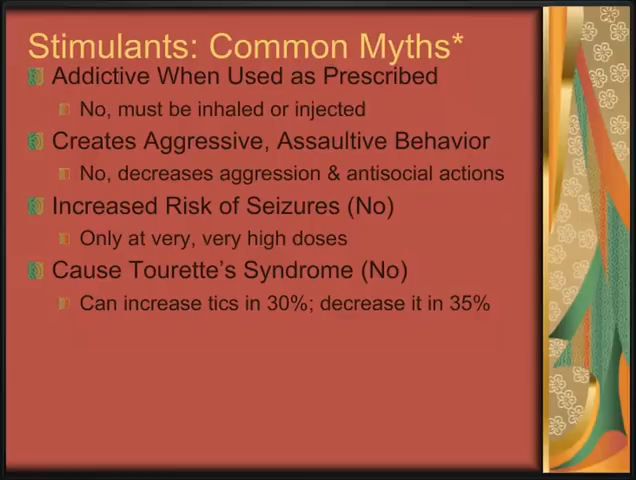 Stimulants: Common Myths*
Addictive When Used as Prescribed
No, must be inhaled or injected
Creates Aggressive, Assaultive Behavior
No, decreases aggression & antisocial actions
Increased Risk of Seizures (No)
Only at very, very high doses
Cause Tourette's Syndrome (No)
Can increase tics in 30%; decrease it in 35%